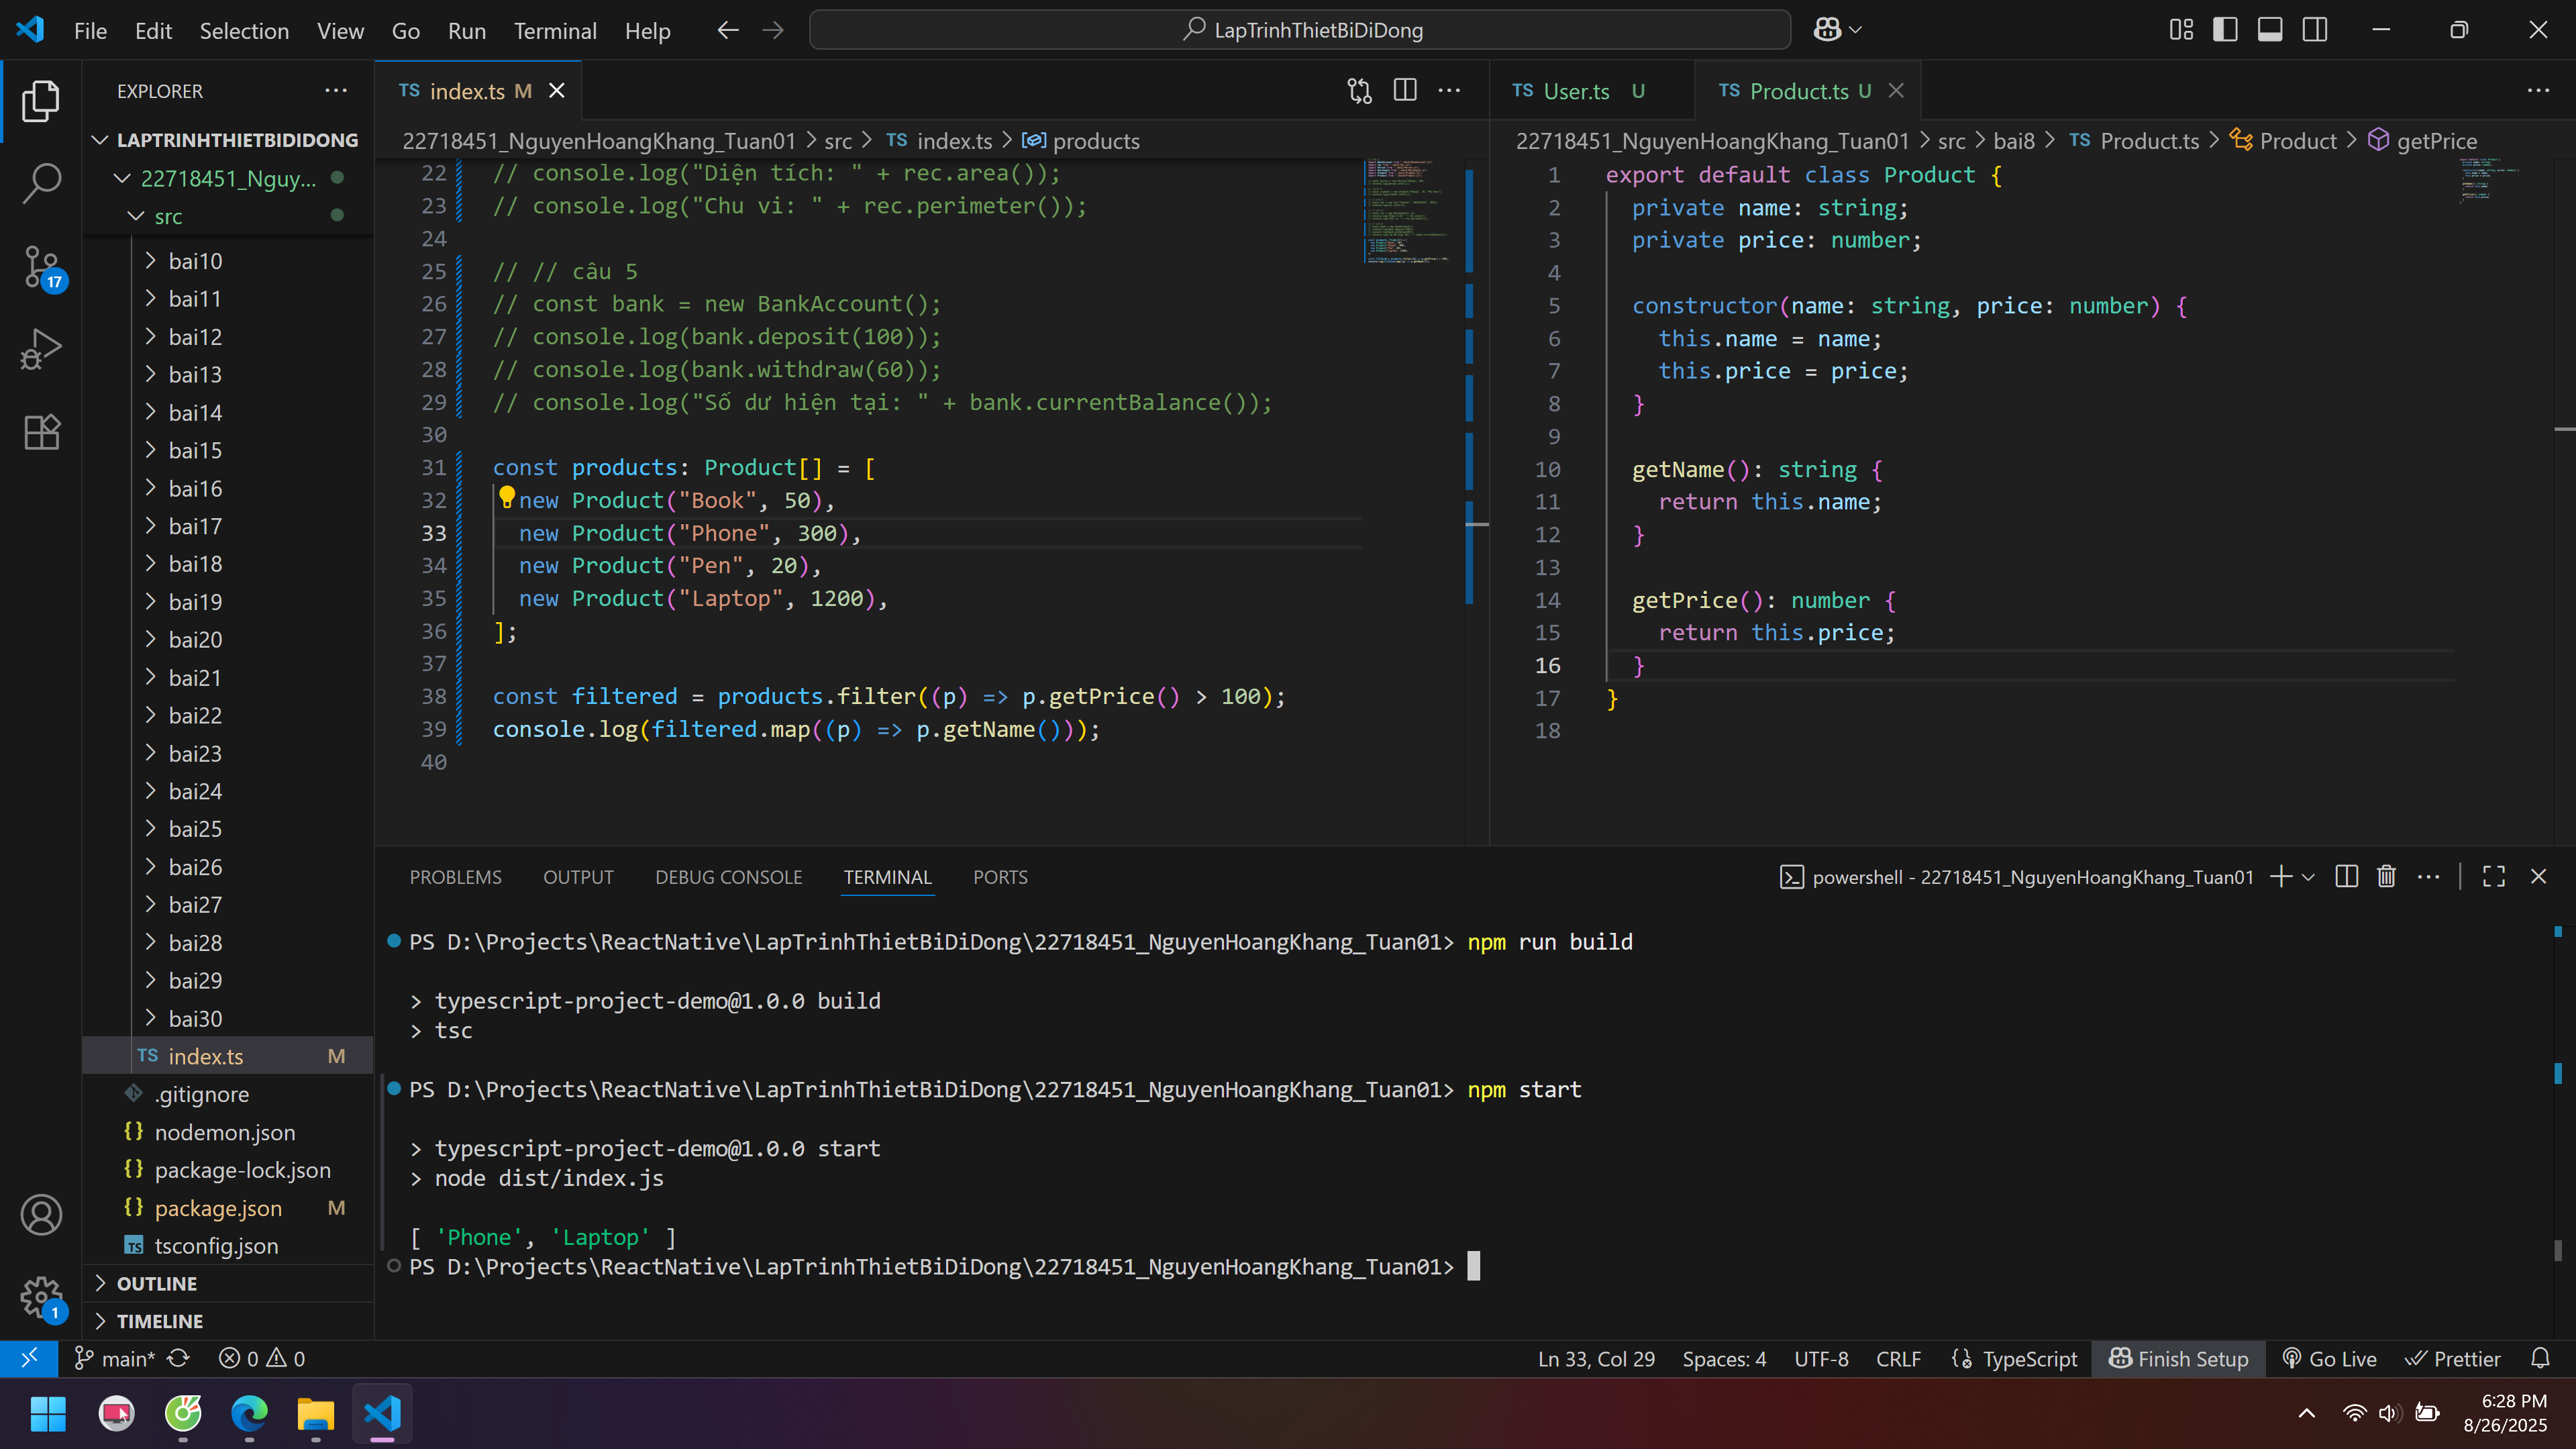 File Edit Selection View Go Run Terminal Help
LapTrinhThietBiDiDong
EXPLORER
LAPTRINHTHIETBIDIDONG
22718451_Nguy...
src
bai10
bai11
bai12
bai13
bai14
bai15
bai16
bai17
bai18
bai19
bai20
bai21
bai22
bai23
bai24
bai25
bai26
bai27
bai28
bai29
bai30
TS index.ts M
.gitignore
{} nodemon.json
{} package-lock.json
{} package.json M
TS tsconfig.json
OUTLINE
TIMELINE
17
1
TS index.ts M
22718451_NguyenHoangKhang_Tuan01 > src > TS index.ts > products
22 // console.log("Diện tích: " + rec.area());
23 // console.log("Chu vi: " + rec.perimeter());
24
25 // // câu 5
26 // const bank = new BankAccount();
27 // console.log(bank.deposit(100));
28 // console.log(bank.withdraw(60));
29 // console.log("Số dư hiện tại: " + bank.currentBalance());
30
31 const products: Product[] = [
32 new Product("Book", 50),
33 new Product("Phone", 300),
34 new Product("Pen", 20),
35 new Product("Laptop", 1200),
36 ];
37
38 const filtered = products.filter((p) => p.getPrice() > 100);
39 console.log(filtered.map((p) => p.getName()));
40
TS User.ts U TS Product.ts U
22718451_NguyenHoangKhang_Tuan01 > src > bai8 > TS Product.ts > Product > getPrice
1 export default class Product {
2 private name: string;
3 private price: number;
4
5 constructor(name: string, price: number) {
6 this.name = name;
7 this.price = price;
8 }
9
10 getName(): string {
11 return this.name;
12 }
13
14 getPrice(): number {
15 return this.price;
16 }
17 }
18
PROBLEMS OUTPUT DEBUG CONSOLE TERMINAL PORTS
powershell - 22718451_NguyenHoangKhang_Tuan01
PS D:\Projects\ReactNative\LapTrinhThietBiDiDong\22718451_NguyenHoangKhang_Tuan01> npm run build
> typescript-project-demo@1.0.0 build
> tsc
PS D:\Projects\ReactNative\LapTrinhThietBiDiDong\22718451_NguyenHoangKhang_Tuan01> npm start
> typescript-project-demo@1.0.0 start
> node dist/index.js
[ 'Phone', 'Laptop' ]
PS D:\Projects\ReactNative\LapTrinhThietBiDiDong\22718451_NguyenHoangKhang_Tuan01>
main* 0 0
Ln 33, Col 29 Spaces: 4 UTF-8 CRLF TypeScript Finish Setup Go Live Prettier
6:28 PM
8/26/2025